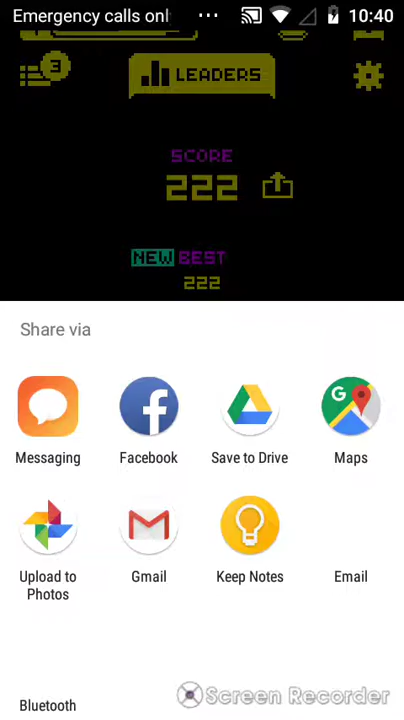 Emergency calls onl 10:40
3
LEADERS
SCORE
222
NEW BEST
222
Share via
Messaging
Facebook
Save to Drive
G
Maps
Upload to
Photos
Gmail
Keep Notes
Email
Bluetooth
Screen Recorder